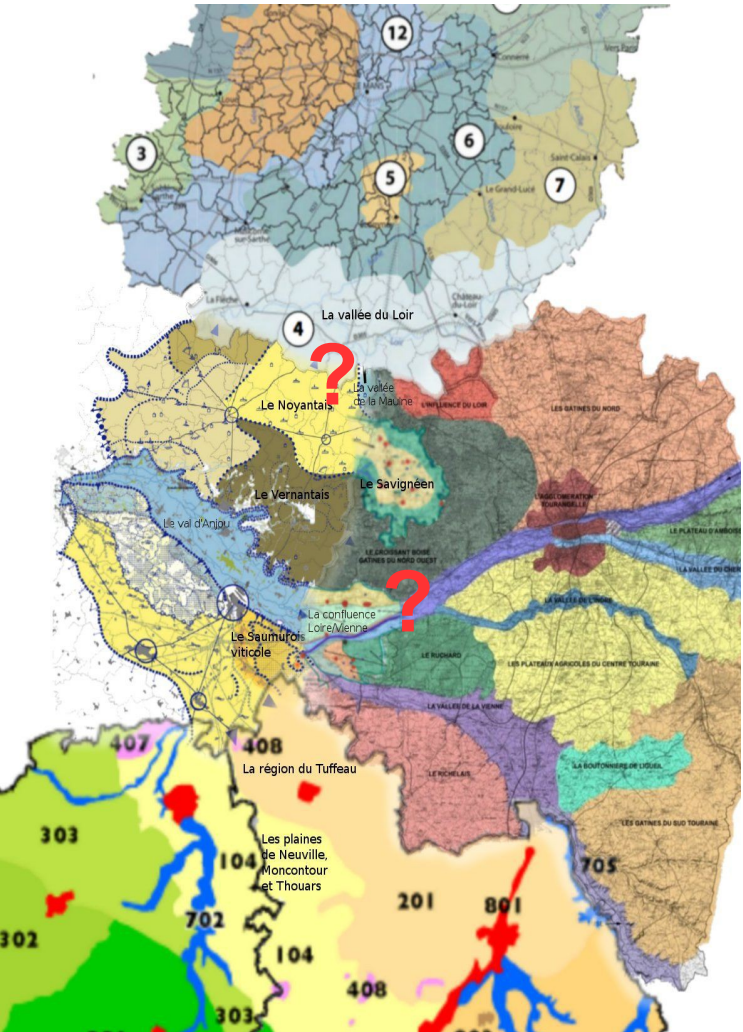 12
Connerré
3
6
Bouloire
5
Saint-Calais
7
Le Grand-Lucé
La Flèche
Château-
du-Loir
4
La vallée du Loir
?
La vallée
de la Maulne
Le Noyantais
L'INFLUENCE DU LOIR
LES GATINES DU NORD
Le Savignéen
Le Vernantais
L'AGGLOMERATION
TOURANGELLE
Le val d'Anjou
LE PLATEAU D'AMBOISE
LE CROISSANT BOISE
GATINES DU NORD OUEST
LA VALLEE DU CHER
?
LA VALLEE DE L'INDRE
La confluence
Loire/Vienne
Le Saumurois
viticole
LE RUCHARD
LES PLATEAUX AGRICOLES DU CENTRE TOURAINE
LA VALLEE DE LA VIENNE
407
408
La région du Tuffeau
LE RICHELAIS
LA BOUTONNIERE DE LIGUEIL
LES GATINES DU SUD TOURAINE
303
Les plaines
de Neuville,
Moncontour
et Thouars
104
705
201
801
702
302
104
408
303